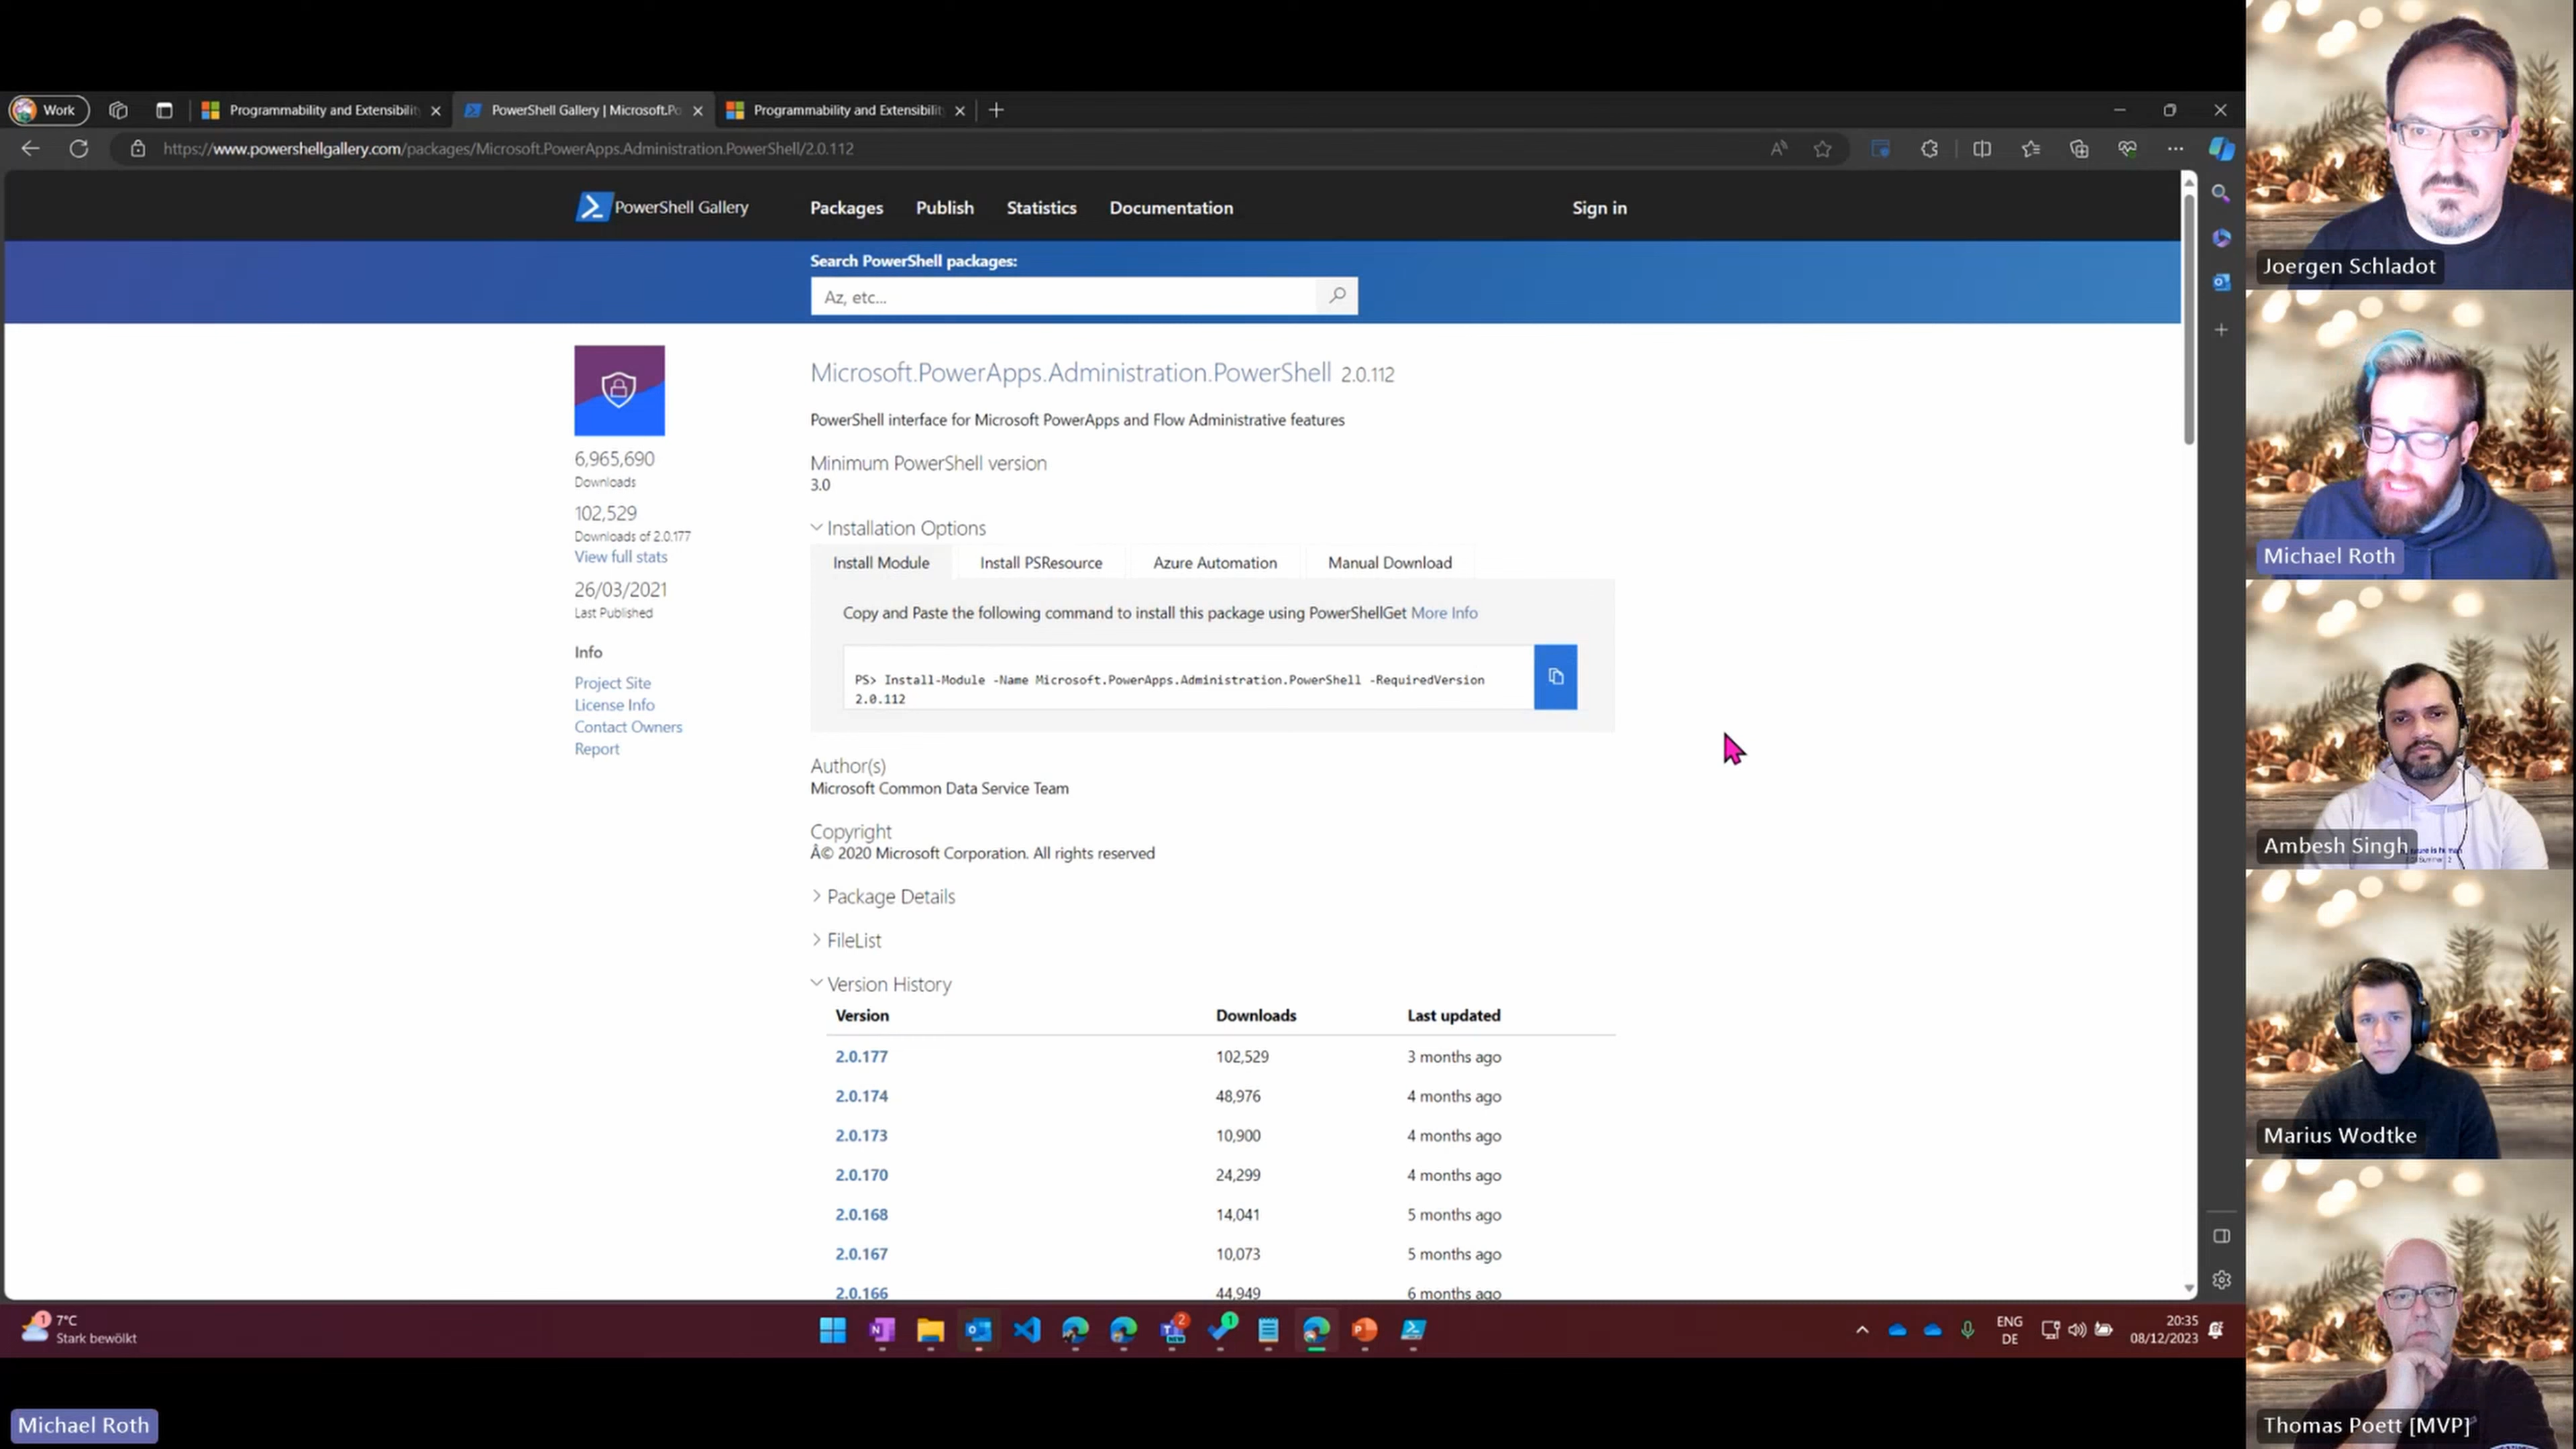 Work
Programmability and Extensibilit
PowerShell Gallery | Microsoft.Po
Programmability and Extensibilit
https://www.powershellgallery.com/packages/Microsoft.PowerApps.Administration.PowerShell/2.0.112
PowerShell Gallery
Packages
Publish
Statistics
Documentation
Sign in
Search PowerShell packages:
Az, etc...
6,965,690
Downloads
102,529
Downloads of 2.0.177
View full stats
26/03/2021
Last Published
Info
Project Site
License Info
Contact Owners
Report
Microsoft.PowerApps.Administration.PowerShell 2.0.112
PowerShell interface for Microsoft PowerApps and Flow Administrative features
Minimum PowerShell version
3.0
Installation Options
Install Module
Install PSResource
Azure Automation
Manual Download
Copy and Paste the following command to install this package using PowerShellGet More Info
PS> Install-Module -Name Microsoft.PowerApps.Administration.PowerShell -RequiredVersion
2.0.112
Author(s)
Microsoft Common Data Service Team
Copyright
Â© 2020 Microsoft Corporation. All rights reserved
Package Details
FileList
Version History
Version Downloads Last updated
2.0.177 102,529 3 months ago
2.0.174 48,976 4 months ago
2.0.173 10,900 4 months ago
2.0.170 24,299 4 months ago
2.0.168 14,041 5 months ago
2.0.167 10,073 5 months ago
2.0.166 44,949 6 months ago
1
7°C
Stark bewölkt
2
NEW
1
ENG
DE
20:35
08/12/2023
Michael Roth
Joergen Schladot
Michael Roth
Ambesh Singh
Marius Wodtke
Thomas Poett [MVP]